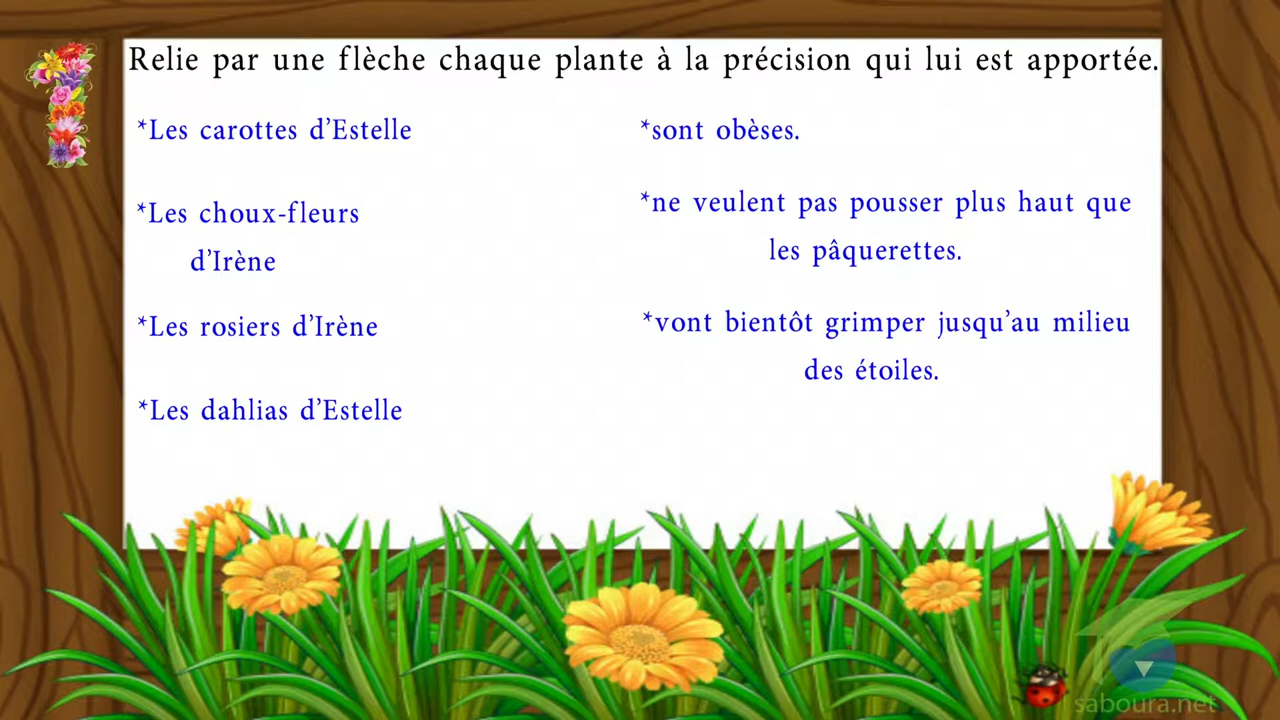 Relie par une flèche chaque plante à la précision qui lui est apportée.
*Les carottes d’Estelle
*Les choux-fleurs
d’Irène
*Les rosiers d’Irène
*Les dahlias d’Estelle
*sont obèses.
*ne veulent pas pousser plus haut que
les pâquerettes.
*vont bientôt grimper jusqu’au milieu
des étoiles.
1
saboura.net